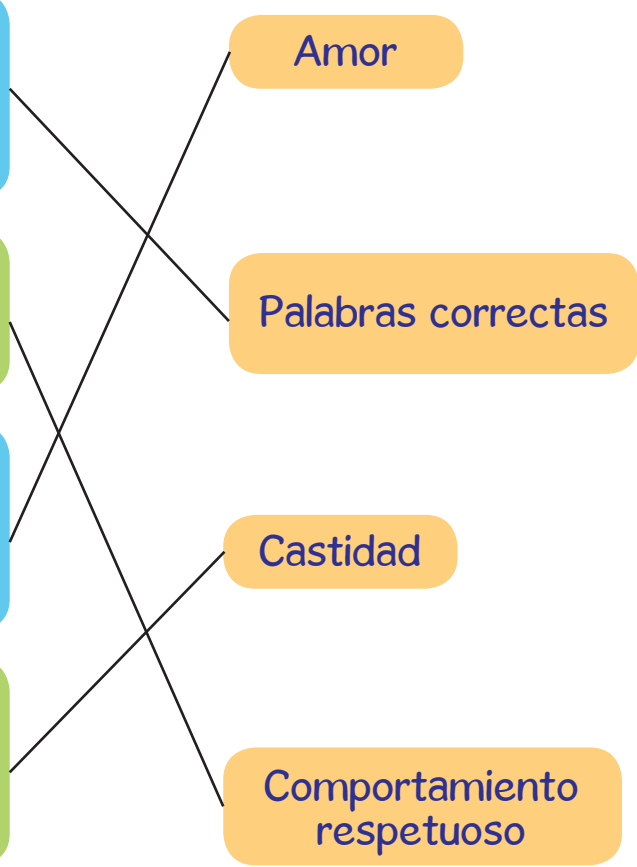 Amor
Palabras correctas
Castidad
Comportamiento
respetuoso